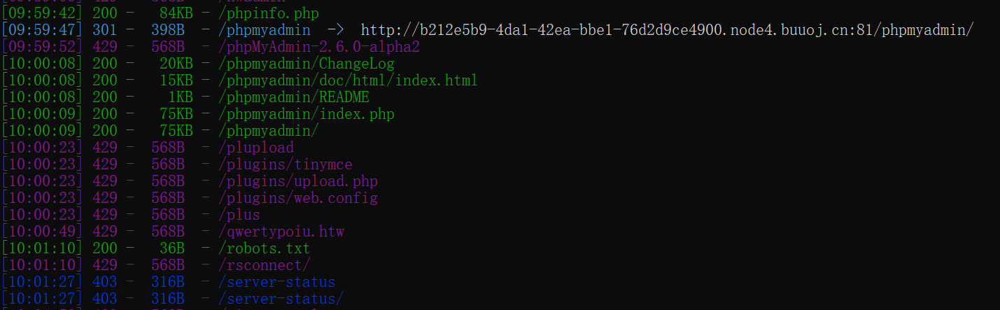 [09:59:42] 200 - 84KB - /phpinfo.php
[09:59:47] 301 - 398B - /phpmyadmin -> http://b212e5b9-4da1-42ea-bbe1-76d2d9ce4900.node4.buuoj.cn:81/phpmyadmin/
[09:59:52] 429 - 568B - /phpMyAdmin-2.6.0-alpha2
[10:00:08] 200 - 20KB - /phpmyadmin/ChangeLog
[10:00:08] 200 - 15KB - /phpmyadmin/doc/html/index.html
[10:00:08] 200 - 1KB - /phpmyadmin/README
[10:00:09] 200 - 75KB - /phpmyadmin/index.php
[10:00:09] 200 - 75KB - /phpmyadmin/
[10:00:23] 429 - 568B - /plupload
[10:00:23] 429 - 568B - /plugins/tinymce
[10:00:23] 429 - 568B - /plugins/upload.php
[10:00:23] 429 - 568B - /plugins/web.config
[10:00:23] 429 - 568B - /plus
[10:00:49] 429 - 568B - /qwertypoiu.htw
[10:01:10] 200 - 36B - /robots.txt
[10:01:10] 429 - 568B - /rsconnect/
[10:01:27] 403 - 316B - /server-status
[10:01:27] 403 - 316B - /server-status/